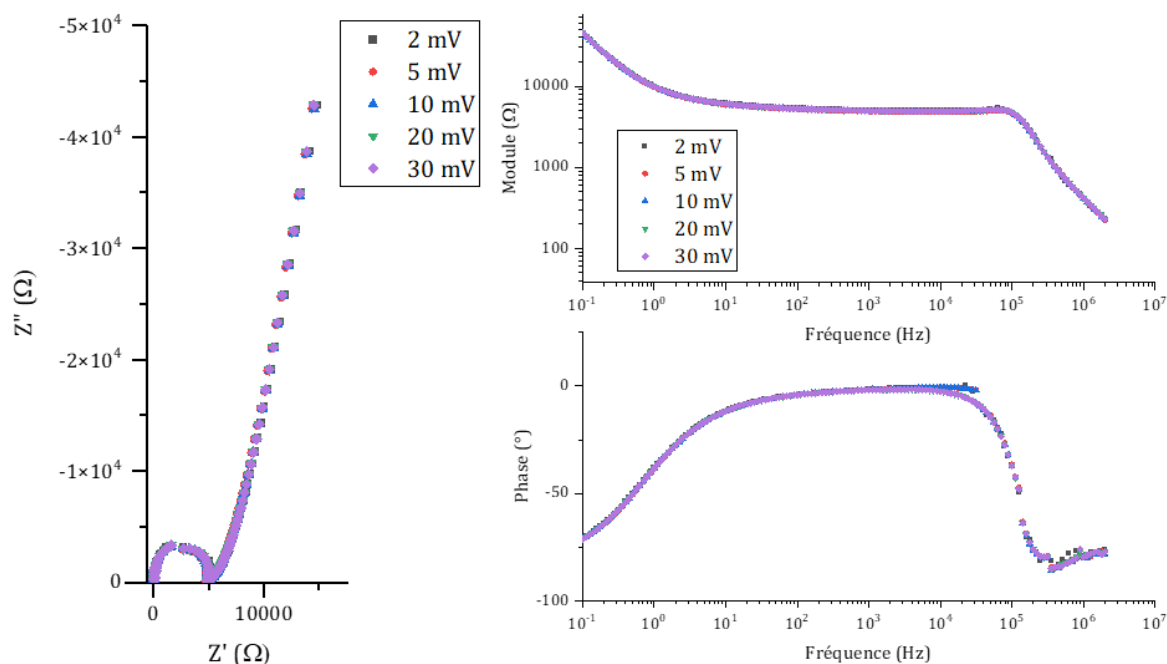 -5×10⁴
-4×10⁴
-3×10⁴
-2×10⁴
-1×10⁴
0
Z'' (Ω)
0
10000
Z' (Ω)
2 mV
5 mV
10 mV
20 mV
30 mV
10000
1000
100
Module (Ω)
2 mV
5 mV
10 mV
20 mV
30 mV
10⁻¹ 10⁰ 10¹ 10² 10³ 10⁴ 10⁵ 10⁶ 10⁷
Fréquence (Hz)
0
-50
-100
Phase (°)
10⁻¹ 10⁰ 10¹ 10² 10³ 10⁴ 10⁵ 10⁶ 10⁷
Fréquence (Hz)